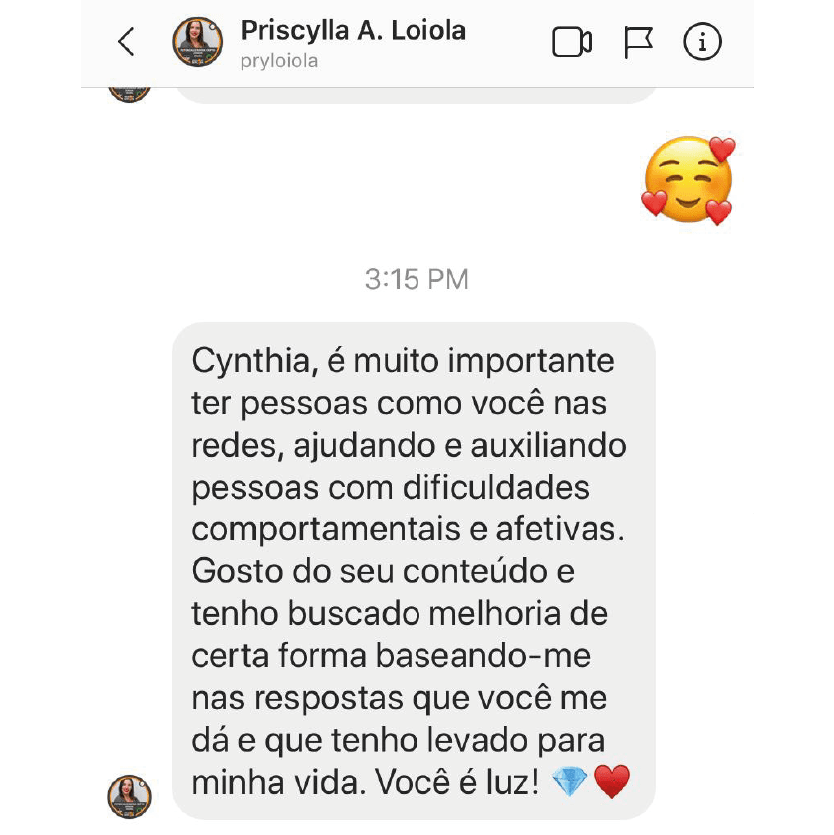 Priscylla A. Loiola
pryloiola
3:15 PM
Cynthia, é muito importante
ter pessoas como você nas
redes, ajudando e auxiliando
pessoas com dificuldades
comportamentais e afetivas.
Gosto do seu conteúdo e
tenho buscado melhoria de
certa forma baseando-me
nas respostas que você me
dá e que tenho levado para
minha vida. Você é luz! 💎♥️